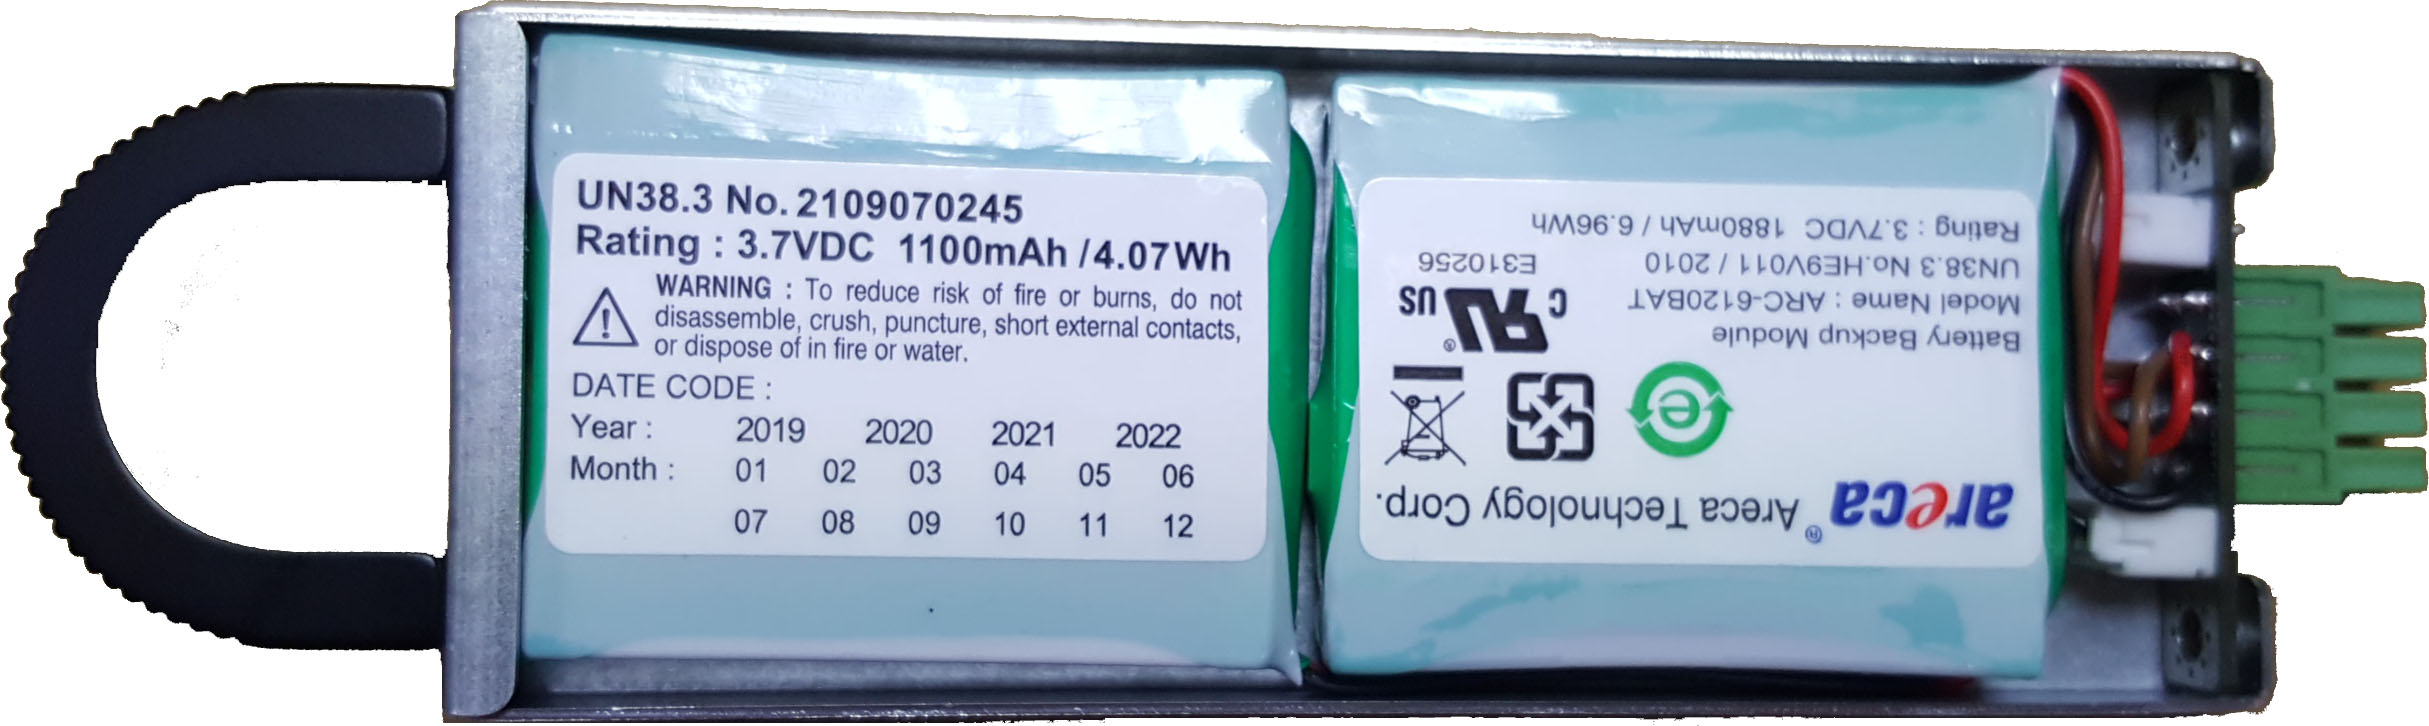 UN38.3 No. 2109070245
Rating : 3.7VDC 1100mAh /4.07Wh
WARNING : To reduce risk of fire or burns, do not
disassemble, crush, puncture, short external contacts,
or dispose of in fire or water.
DATE CODE :
Year : 2019 2020 2021 2022
Month : 01 02 03 04 05 06
07 08 09 10 11 12
areca® Areca Technology Corp.
e
Battery Backup Module
Model Name : ARC-6120BAT
UN38.3 No.HE9V011 / 2010
Rating : 3.7VDC 1880mAh / 6.96Wh
C RU® US
E310256